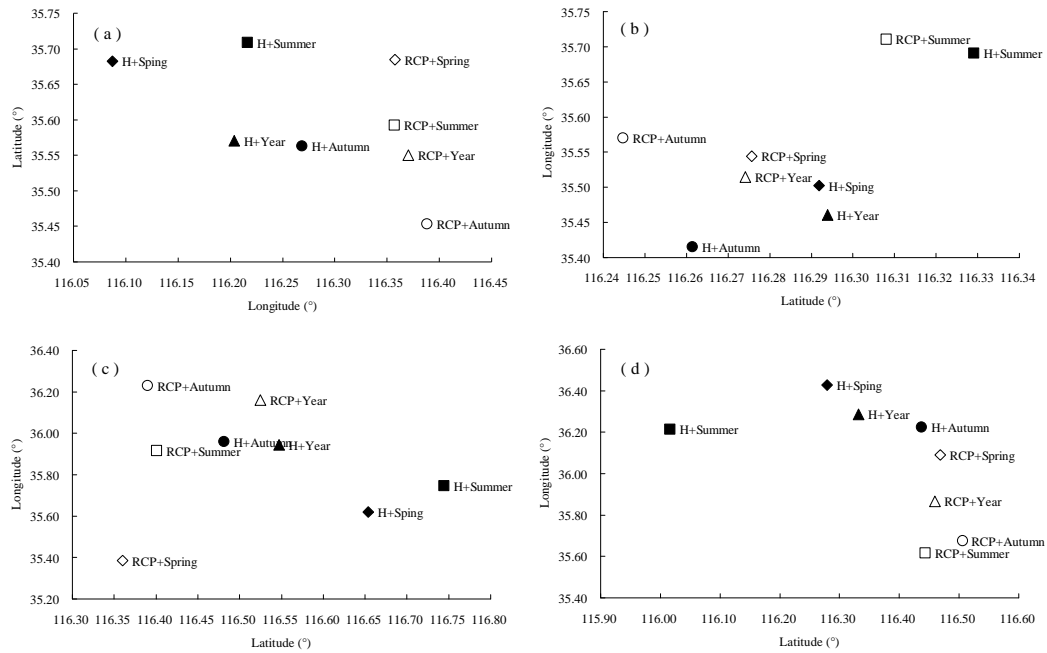 ( a )
35.75
35.70
35.65
35.60
35.55
35.50
35.45
35.40
Latitude (°)
H+Sping
H+Summer
RCP+Spring
RCP+Summer
H+Year
H+Autumn
RCP+Year
RCP+Autumn
116.05 116.10 116.15 116.20 116.25 116.30 116.35 116.40 116.45
Longitude (°)
( b )
35.75
35.70
35.65
35.60
35.55
35.50
35.45
35.40
Longitude (°)
RCP+Summer
H+Summer
RCP+Autumn
RCP+Spring
RCP+Year
H+Sping
H+Year
H+Autumn
116.24 116.25 116.26 116.27 116.28 116.29 116.30 116.31 116.32 116.33 116.34
Latitude (°)
( c )
36.40
36.20
36.00
35.80
35.60
35.40
35.20
Longitude (°)
RCP+Autumn
RCP+Year
H+Autumn
H+Year
RCP+Summer
H+Summer
H+Sping
RCP+Spring
116.30 116.35 116.40 116.45 116.50 116.55 116.60 116.65 116.70 116.75 116.80
Latitude (°)
( d )
36.60
36.40
36.20
36.00
35.80
35.60
35.40
Longitude (°)
H+Sping
H+Year
H+Summer
H+Autumn
RCP+Spring
RCP+Year
RCP+Autumn
RCP+Summer
115.90 116.00 116.10 116.20 116.30 116.40 116.50 116.60
Latitude (°)